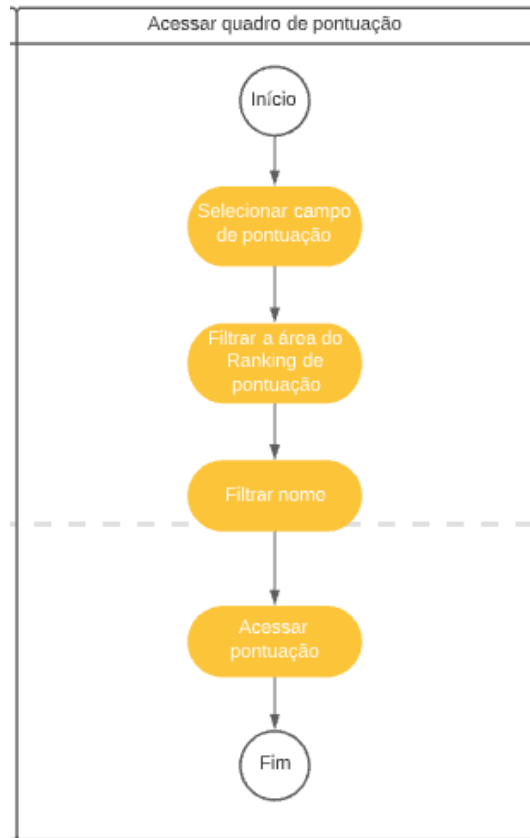 Acessar quadro de pontuação
Início
Selecionar campo
de pontuação
Filtrar a área do
Ranking de
pontuação
Filtrar nome
Acessar
pontuação
Fim